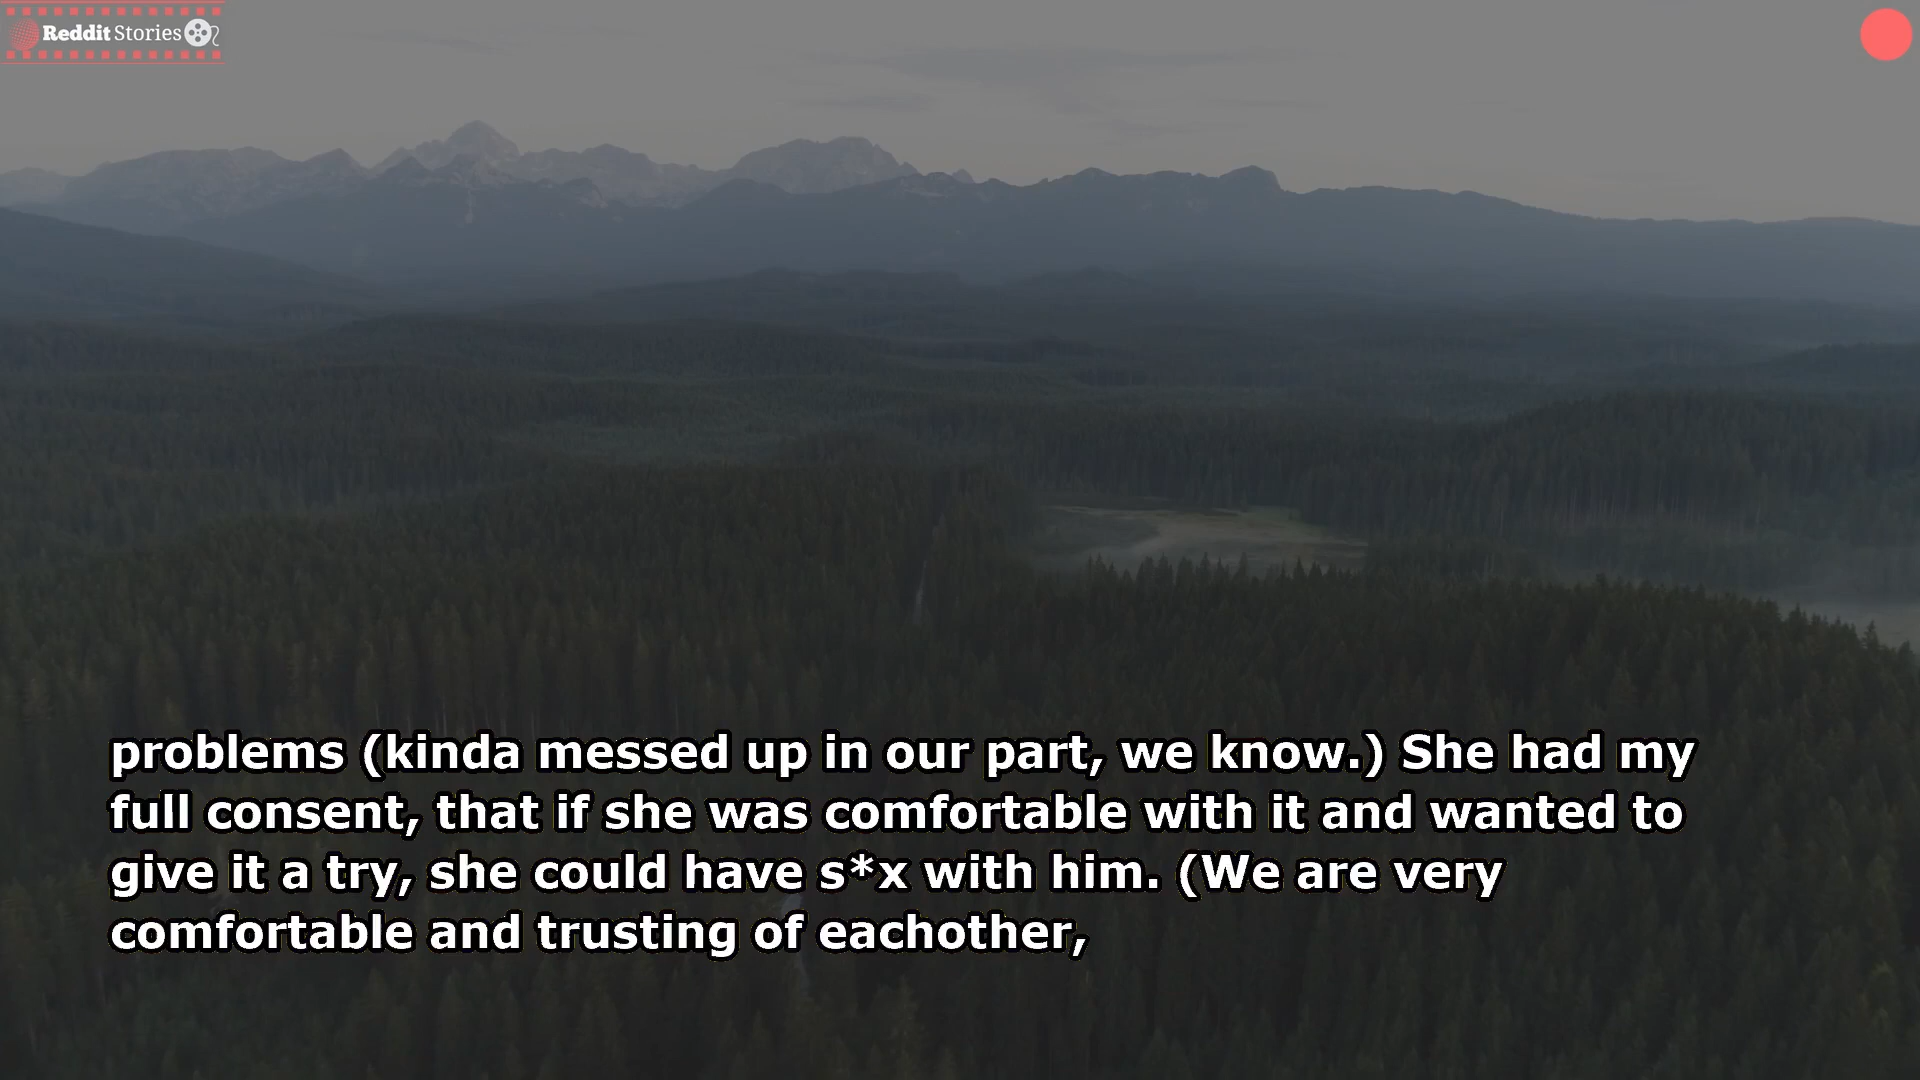 Reddit Stories
problems (kinda messed up in our part, we know.) She had my
full consent, that if she was comfortable with it and wanted to
give it a try, she could have s*x with him. (We are very
comfortable and trusting of eachother,